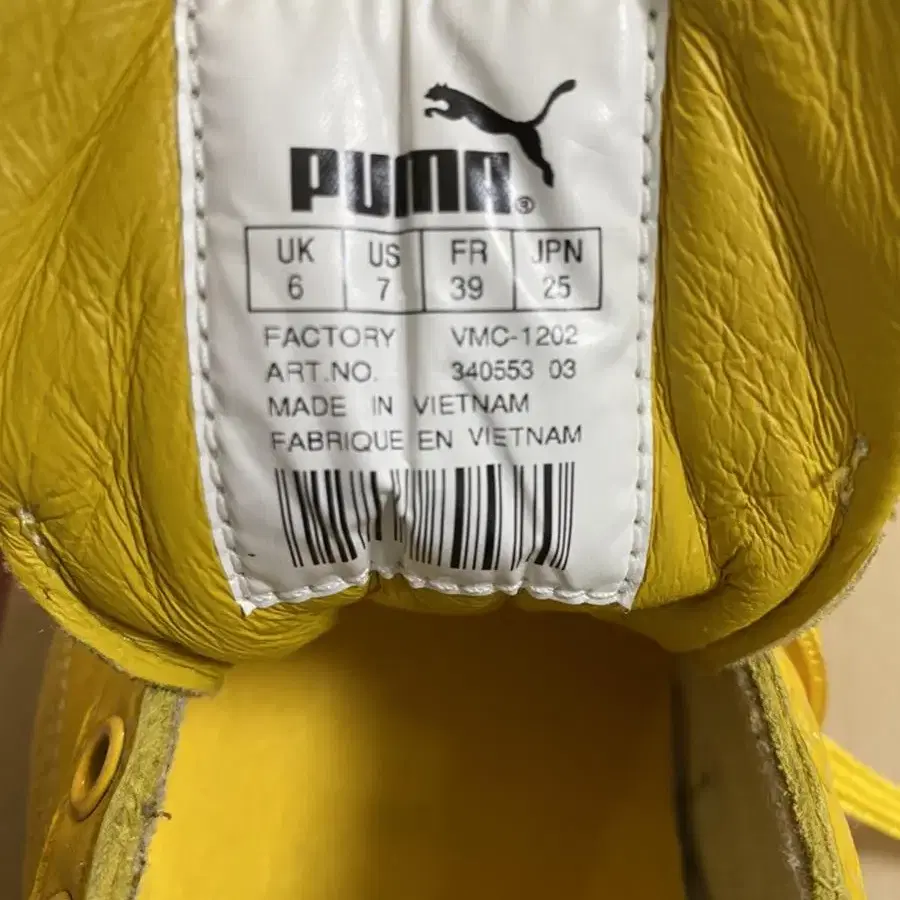 PUMA®
UK US FR JPN
6 7 39 25
FACTORY VMC-1202
ART.NO. 340553 03
MADE IN VIETNAM
FABRIQUE EN VIETNAM